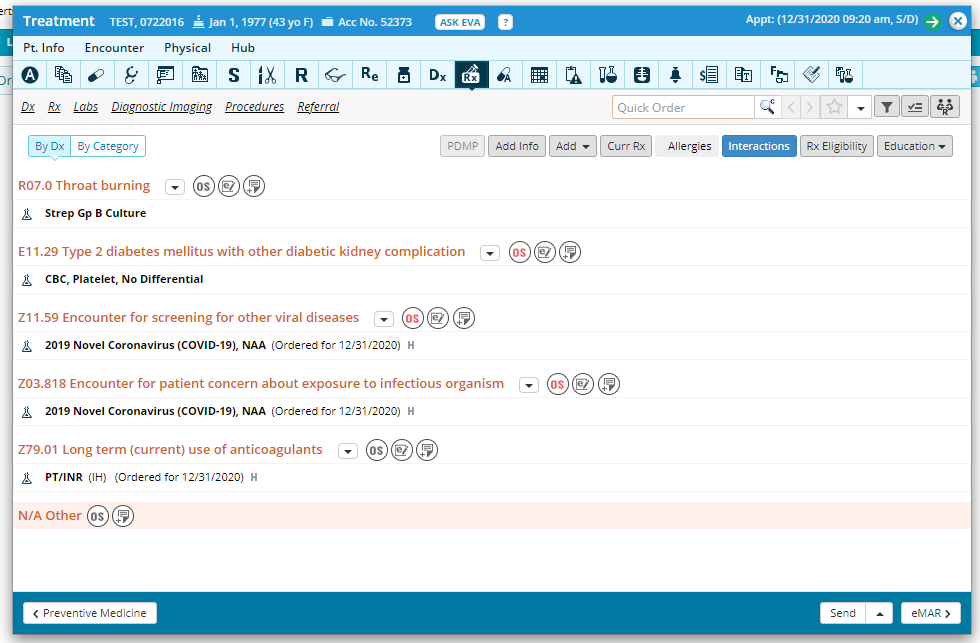 Treatment TEST, 0722016 Jan 1, 1977 (43 yo F) Acc No. 52373 ASK EVA ? Appt: (12/31/2020 09:20 am, S/D)
Pt. Info Encounter Physical Hub
A S R Re Dx Rx A
Dx Rx Labs Diagnostic Imaging Procedures Referral Quick Order C
By Dx By Category PDMP Add Info Add Curr Rx Allergies Interactions Rx Eligibility Education
R07.0 Throat burning OS
Strep Gp B Culture
E11.29 Type 2 diabetes mellitus with other diabetic kidney complication OS
CBC, Platelet, No Differential
Z11.59 Encounter for screening for other viral diseases OS
2019 Novel Coronavirus (COVID-19), NAA (Ordered for 12/31/2020) H
Z03.818 Encounter for patient concern about exposure to infectious organism OS
2019 Novel Coronavirus (COVID-19), NAA (Ordered for 12/31/2020) H
Z79.01 Long term (current) use of anticoagulants OS
PT/INR (IH) (Ordered for 12/31/2020) H
N/A Other OS
Preventive Medicine Send eMAR